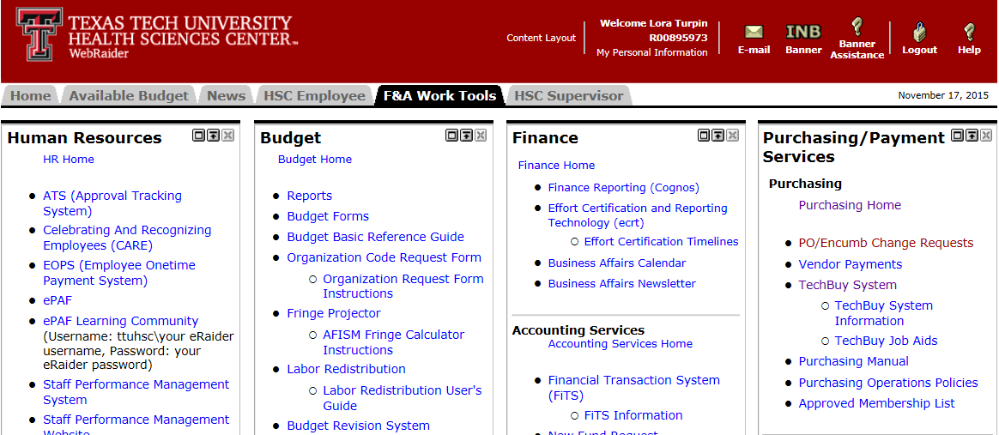 TEXAS TECH UNIVERSITY
HEALTH SCIENCES CENTER™
WebRaider
Content Layout
Welcome Lora Turpin
R00895973
My Personal Information
E-mail
INB
Banner
Banner
Assistance
Logout
Help
Home
Available Budget
News
HSC Employee
F&A Work Tools
HSC Supervisor
November 17, 2015
Human Resources
HR Home
ATS (Approval Tracking
System)
Celebrating And Recognizing
Employees (CARE)
EOPS (Employee Onetime
Payment System)
ePAF
ePAF Learning Community
(Username: ttuhsc\your eRaider
username, Password: your
eRaider password)
Staff Performance Management
System
Staff Performance Management
Website
Budget
Budget Home
Reports
Budget Forms
Budget Basic Reference Guide
Organization Code Request Form
Organization Request Form
Instructions
Fringe Projector
AFISM Fringe Calculator
Instructions
Labor Redistribution
Labor Redistribution User's
Guide
Budget Revision System
Finance
Finance Home
Finance Reporting (Cognos)
Effort Certification and Reporting
Technology (ecrt)
Effort Certification Timelines
Business Affairs Calendar
Business Affairs Newsletter
Accounting Services
Accounting Services Home
Financial Transaction System
(FiTS)
FiTS Information
New Fund Request
Purchasing/Payment
Services
Purchasing
Purchasing Home
PO/Encumb Change Requests
Vendor Payments
TechBuy System
TechBuy System
Information
TechBuy Job Aids
Purchasing Manual
Purchasing Operations Policies
Approved Membership List